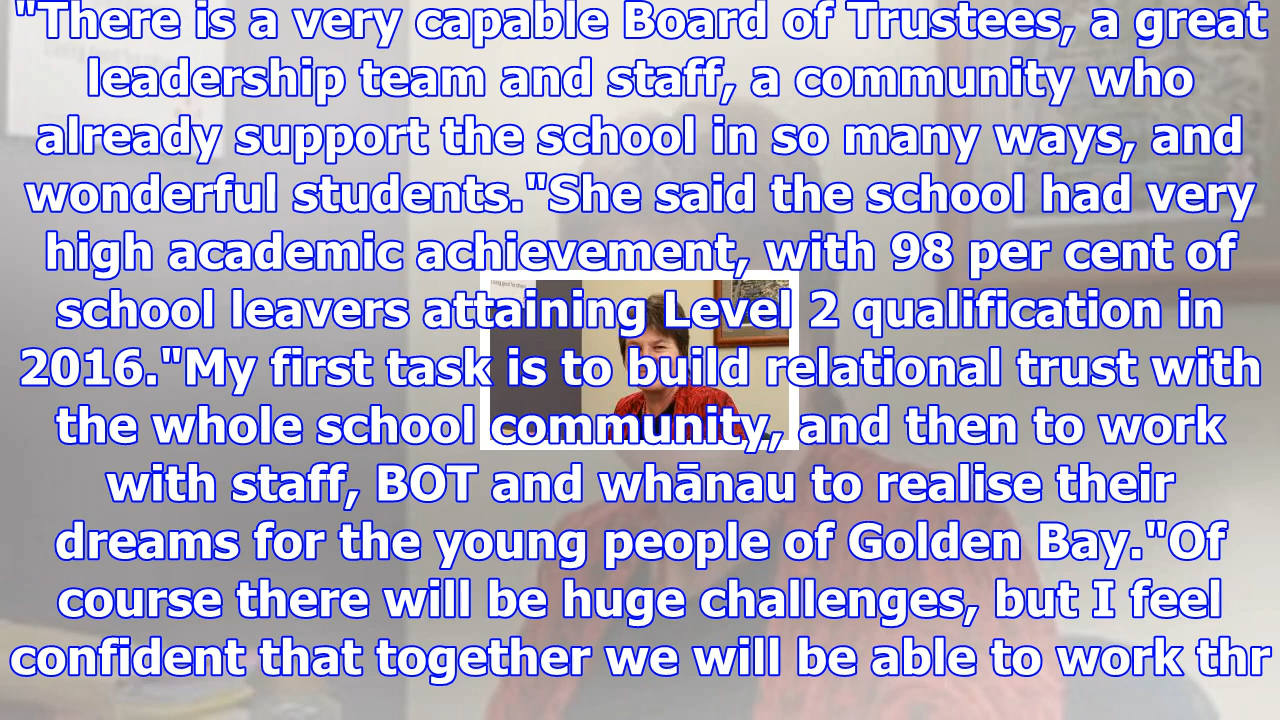 "There is a very capable Board of Trustees, a great
leadership team and staff, a community who
already support the school in so many ways, and
wonderful students."She said the school had very
high academic achievement, with 98 per cent of
school leavers attaining Level 2 qualification in
2016."My first task is to build relational trust with
the whole school community, and then to work
with staff, BOT and whānau to realise their
dreams for the young people of Golden Bay."Of
course there will be huge challenges, but I feel
confident that together we will be able to work thr